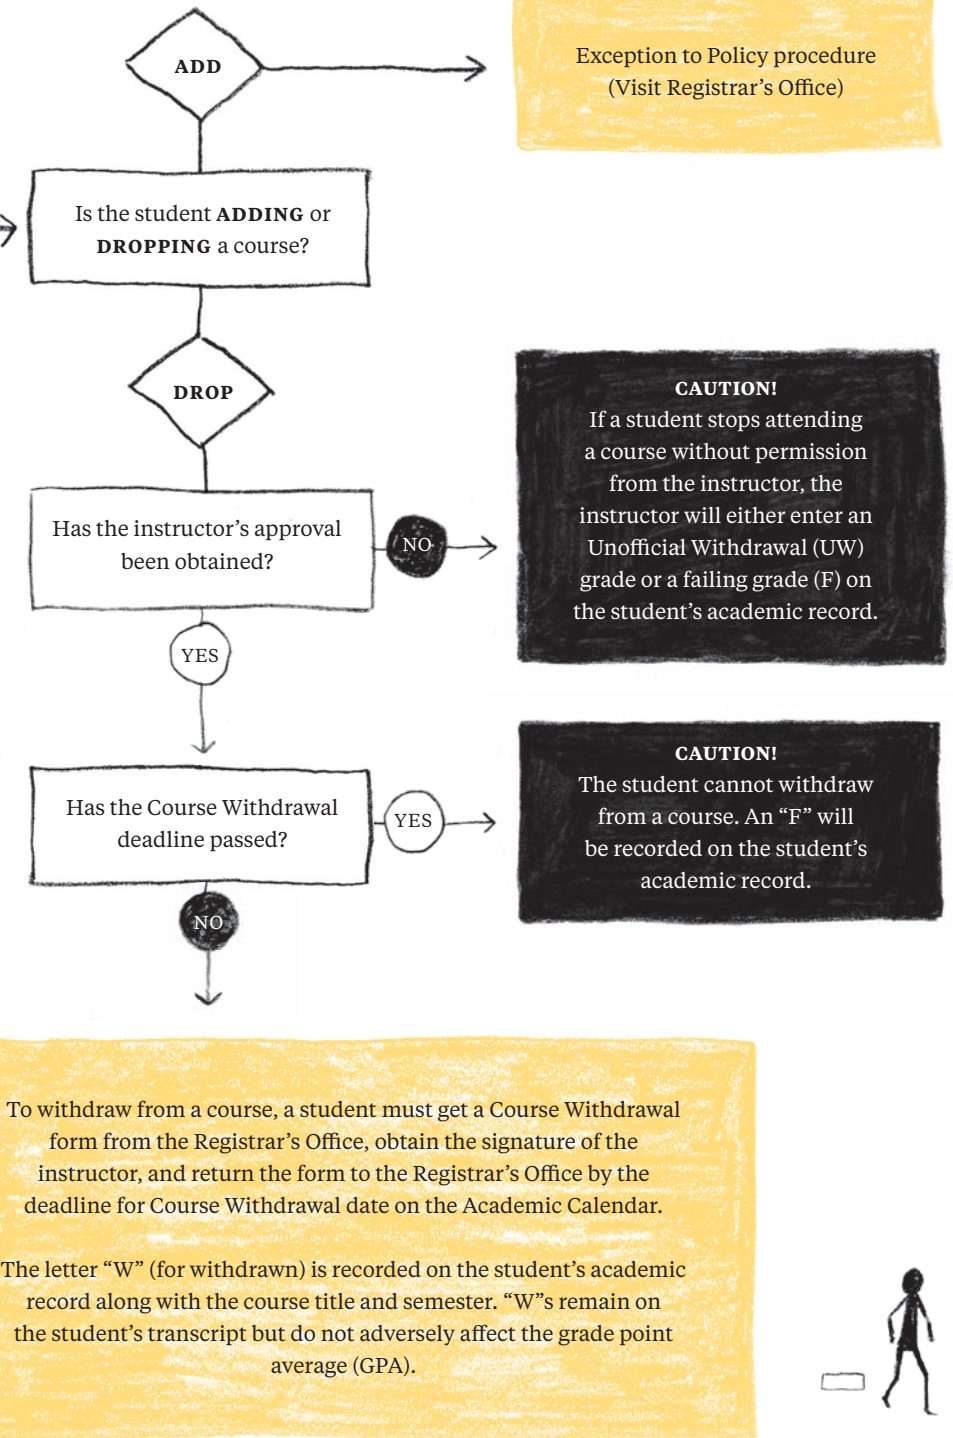 ADD
Exception to Policy procedure
(Visit Registrar’s Office)
Is the student ADDING or
DROPPING a course?
DROP
CAUTION!
If a student stops attending
a course without permission
from the instructor, the
instructor will either enter an
Unofficial Withdrawal (UW)
grade or a failing grade (F) on
the student’s academic record.
Has the instructor’s approval
been obtained?
NO
YES
CAUTION!
The student cannot withdraw
from a course. An “F” will
be recorded on the student’s
academic record.
Has the Course Withdrawal
deadline passed?
YES
NO
To withdraw from a course, a student must get a Course Withdrawal
form from the Registrar’s Office, obtain the signature of the
instructor, and return the form to the Registrar’s Office by the
deadline for Course Withdrawal date on the Academic Calendar.
The letter “W” (for withdrawn) is recorded on the student’s academic
record along with the course title and semester. “W”s remain on
the student’s transcript but do not adversely affect the grade point
average (GPA).